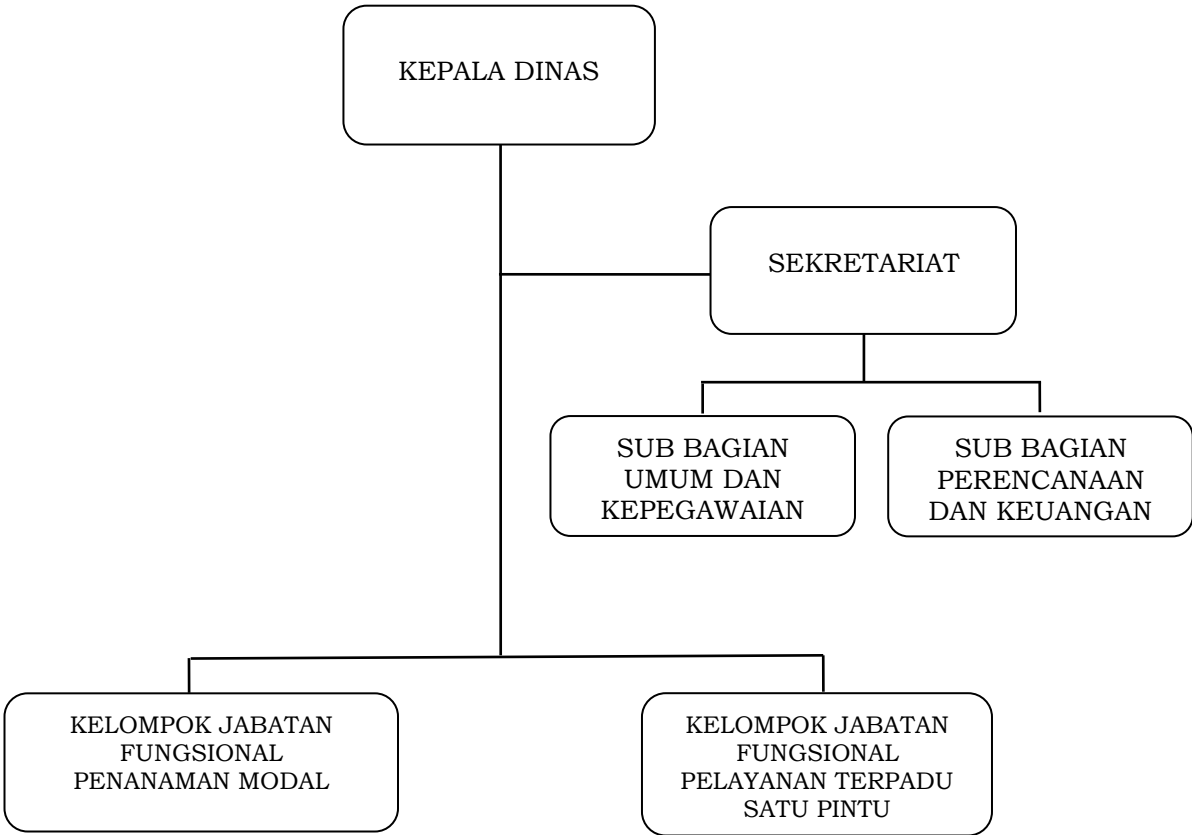 KEPALA DINAS
SEKRETARIAT
SUB BAGIAN
UMUM DAN
KEPEGAWAIAN
SUB BAGIAN
PERENCANAAN
DAN KEUANGAN
KELOMPOK JABATAN
FUNGSIONAL
PENANAMAN MODAL
KELOMPOK JABATAN
FUNGSIONAL
PELAYANAN TERPADU
SATU PINTU